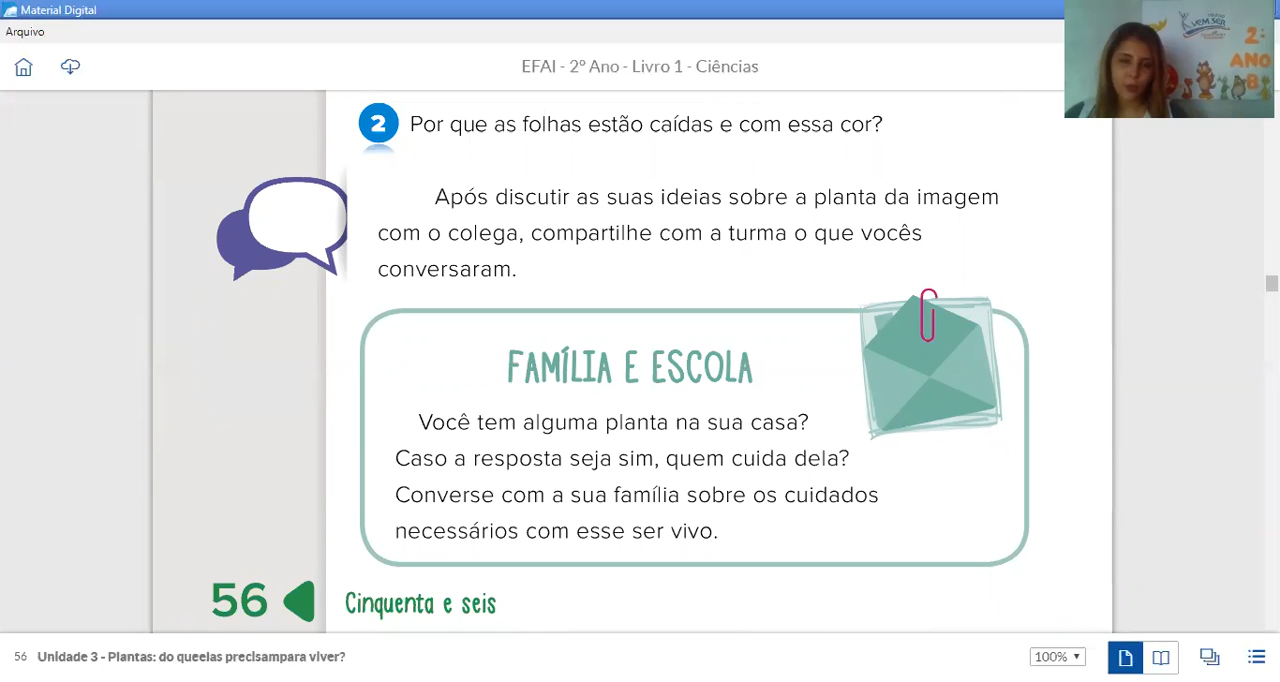 Material Digital
Arquivo
EFAI - 2º Ano - Livro 1 - Ciências
VEM SER
2º
ANO
B
2 Por que as folhas estão caídas e com essa cor?
Após discutir as suas ideias sobre a planta da imagem
com o colega, compartilhe com a turma o que vocês
conversaram.
FAMÍLIA E ESCOLA
Você tem alguma planta na sua casa?
Caso a resposta seja sim, quem cuida dela?
Converse com a sua família sobre os cuidados
necessários com esse ser vivo.
56 Cinquenta e seis
56 Unidade 3 - Plantas: do queelas precisampara viver?
100%